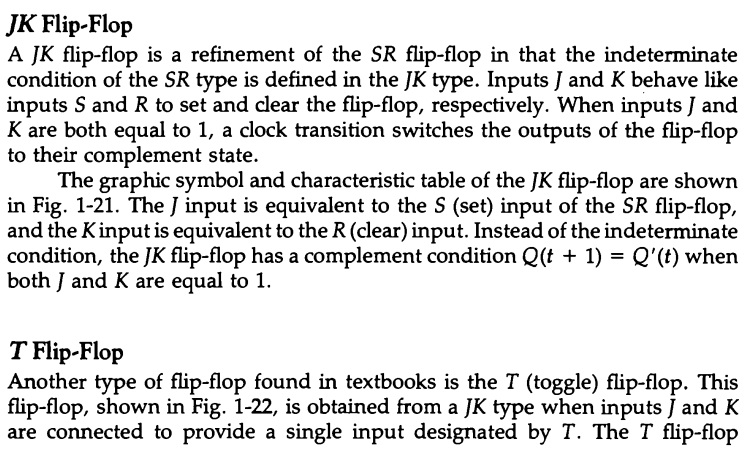 JK Flip-Flop
A JK flip-flop is a refinement of the SR flip-flop in that the indeterminate
condition of the SR type is defined in the JK type. Inputs J and K behave like
inputs S and R to set and clear the flip-flop, respectively. When inputs J and
K are both equal to 1, a clock transition switches the outputs of the flip-flop
to their complement state.
The graphic symbol and characteristic table of the JK flip-flop are shown
in Fig. 1-21. The J input is equivalent to the S (set) input of the SR flip-flop,
and the K input is equivalent to the R (clear) input. Instead of the indeterminate
condition, the JK flip-flop has a complement condition Q(t + 1) = Q'(t) when
both J and K are equal to 1.
T Flip-Flop
Another type of flip-flop found in textbooks is the T (toggle) flip-flop. This
flip-flop, shown in Fig. 1-22, is obtained from a JK type when inputs J and K
are connected to provide a single input designated by T. The T flip-flop